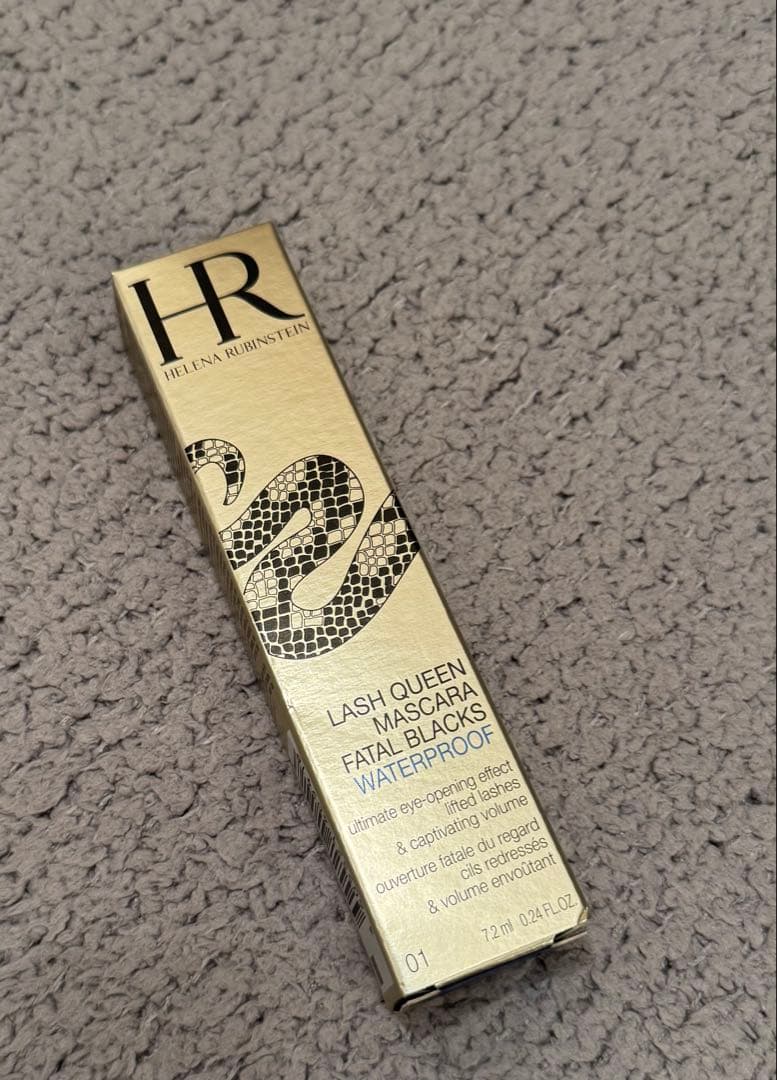 HR
HELENA RUBINSTEIN
LASH QUEEN
MASCARA
FATAL BLACKS
WATERPROOF
ultimate eye-opening effect
lifted lashes
& captivating volume
ouverture fatale du regard
cils redressés
& volume envoûtant
01 7.2 ml 0.24 FL.OZ.